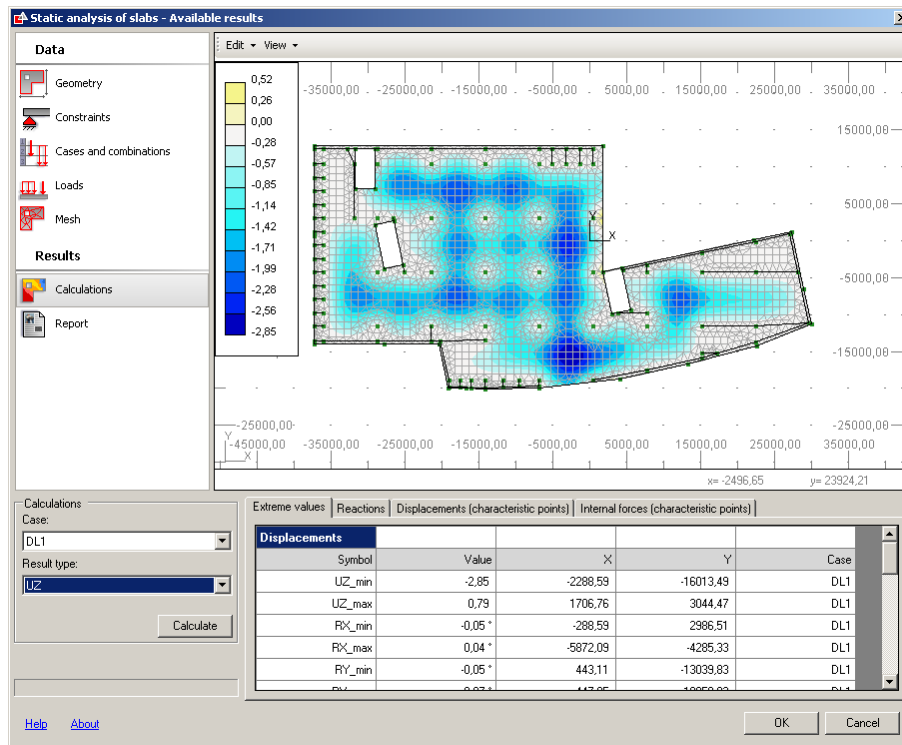 Static analysis of slabs - Available results
Data
Geometry
Constraints
Cases and combinations
Loads
Mesh
Results
Calculations
Report
Edit View
0,52
0,26
0,00
-0,28
-0,57
-0,85
-1,14
-1,42
-1,71
-1,99
-2,28
-2,56
-2,85
-35000,00 -25000,00 -15000,00 -5000,00 5000,00 15000,00 25000,00 35000,00
15000,00
5000,00
Y
X
-5000,00
-15000,00
-25000,00 -25000,00
Y
-45000,00 -35000,00 -25000,00 -15000,00 -5000,00 5000,00 15000,00 25000,00 35000,00
X
x= -2496,65 y= 23924,21
Calculations
Case:
DL1
Result type:
UZ
Calculate
Extreme values Reactions Displacements (characteristic points) Internal forces (characteristic points)
Displacements
Symbol Value X Y Case
UZ_min -2,85 -2288,59 -16013,49 DL1
UZ_max 0,79 1706,76 3044,47 DL1
RX_min -0,05 * -288,59 2986,51 DL1
RX_max 0,04 * -5872,09 -4285,33 DL1
RY_min -0,05 * 443,11 -13039,83 DL1
Help About
OK Cancel